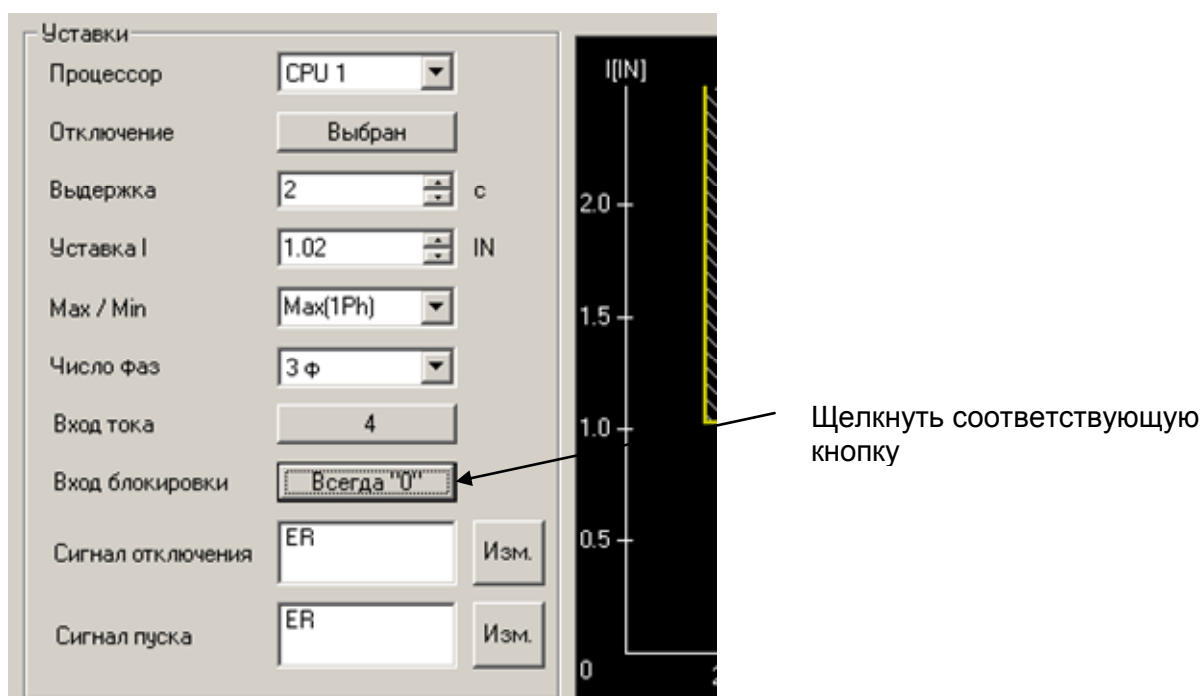 Уставки
Процессор CPU 1
Отключение Выбран
Выдержка 2 с
Уставка I 1.02 IN
Max / Min Max(1Ph)
Число фаз 3 ф
Вход тока 4
Вход блокировки Всегда "0"
Сигнал отключения ER Изм.
Сигнал пуска ER Изм.
I[IN]
2.0
1.5
1.0
0.5
0
Щелкнуть соответствующую
кнопку